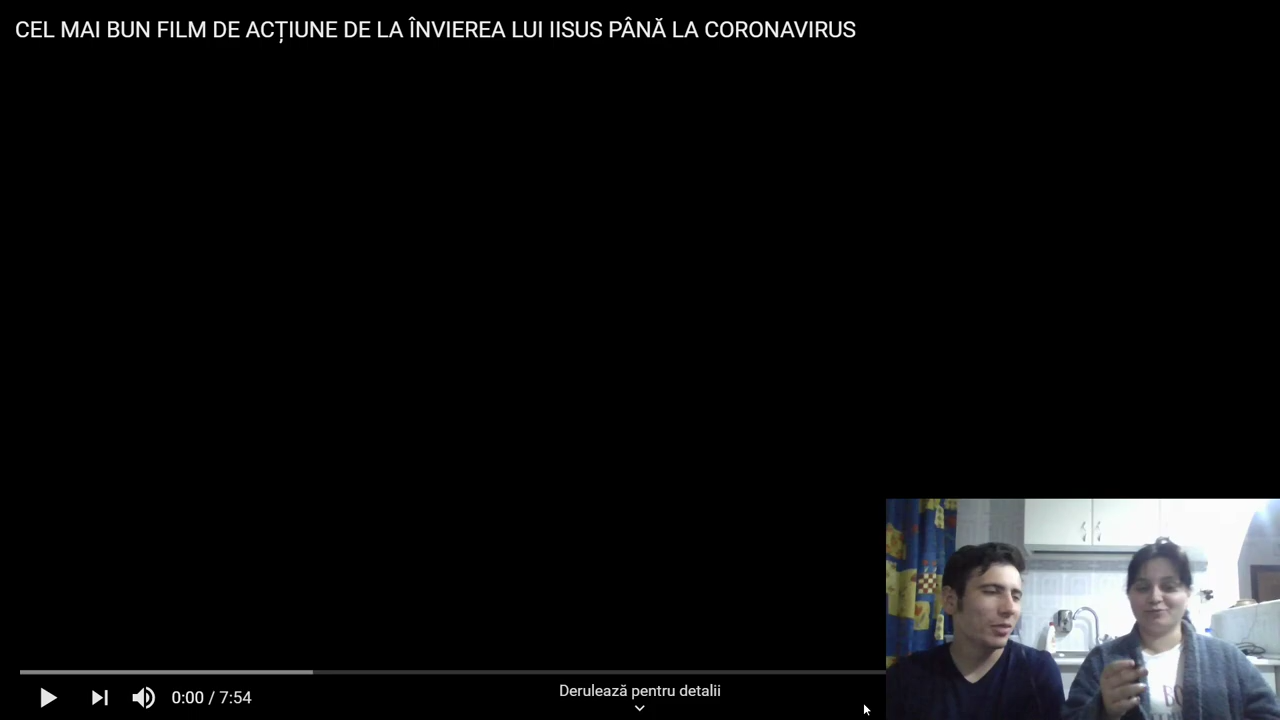 CEL MAI BUN FILM DE ACȚIUNE DE LA ÎNVIEREA LUI IISUS PÂNĂ LA CORONAVIRUS
0:00 / 7:54
Derulează pentru detalii
BO